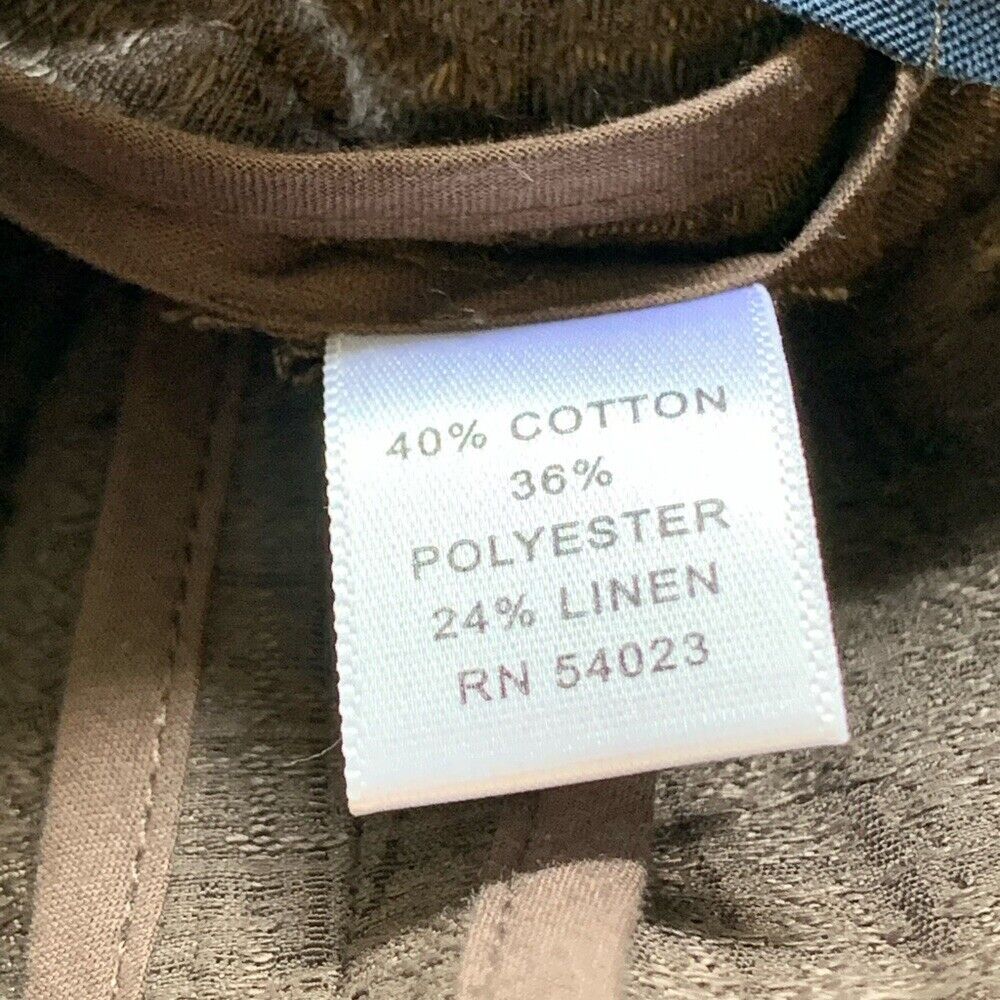 40% COTTON
36%
POLYESTER
24% LINEN
RN 54023